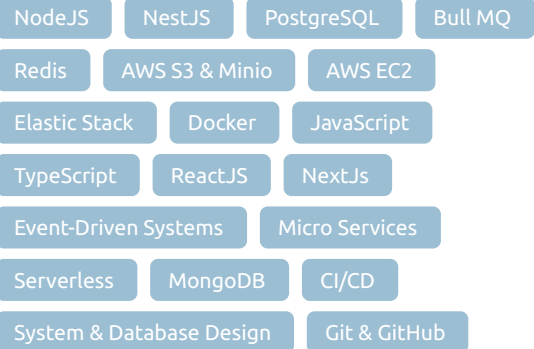 NodeJS NestJS PostgreSQL Bull MQ
Redis AWS S3 & Minio AWS EC2
Elastic Stack Docker JavaScript
TypeScript ReactJS NextJs
Event-Driven Systems Micro Services
Serverless MongoDB CI/CD
System & Database Design Git & GitHub